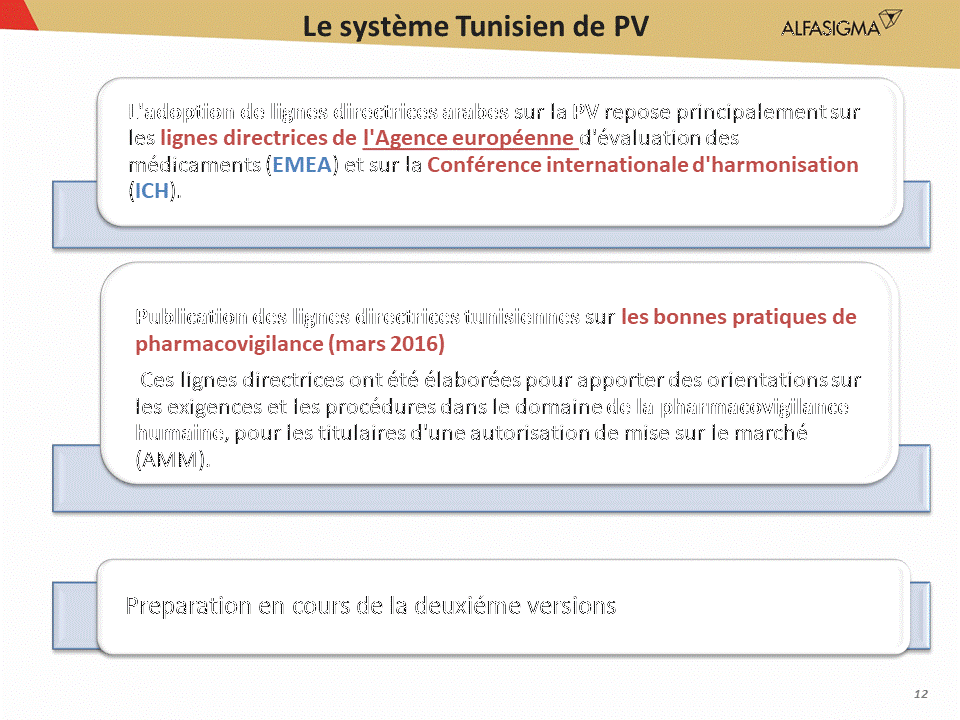 Le système Tunisien de PV
ALFASIGMA
L'adoption de lignes directrices arabes sur la PV repose principalement sur
les lignes directrices de l'Agence européenne d'évaluation des
médicaments (EMEA) et sur la Conférence internationale d'harmonisation
(ICH).
Publication des lignes directrices tunisiennes sur les bonnes pratiques de
pharmacovigilance (mars 2016)
Ces lignes directrices ont été élaborées pour apporter des orientations sur
les exigences et les procédures dans le domaine de la pharmacovigilance
humaine, pour les titulaires d'une autorisation de mise sur le marché
(AMM).
Preparation en cours de la deuxiéme versions
12